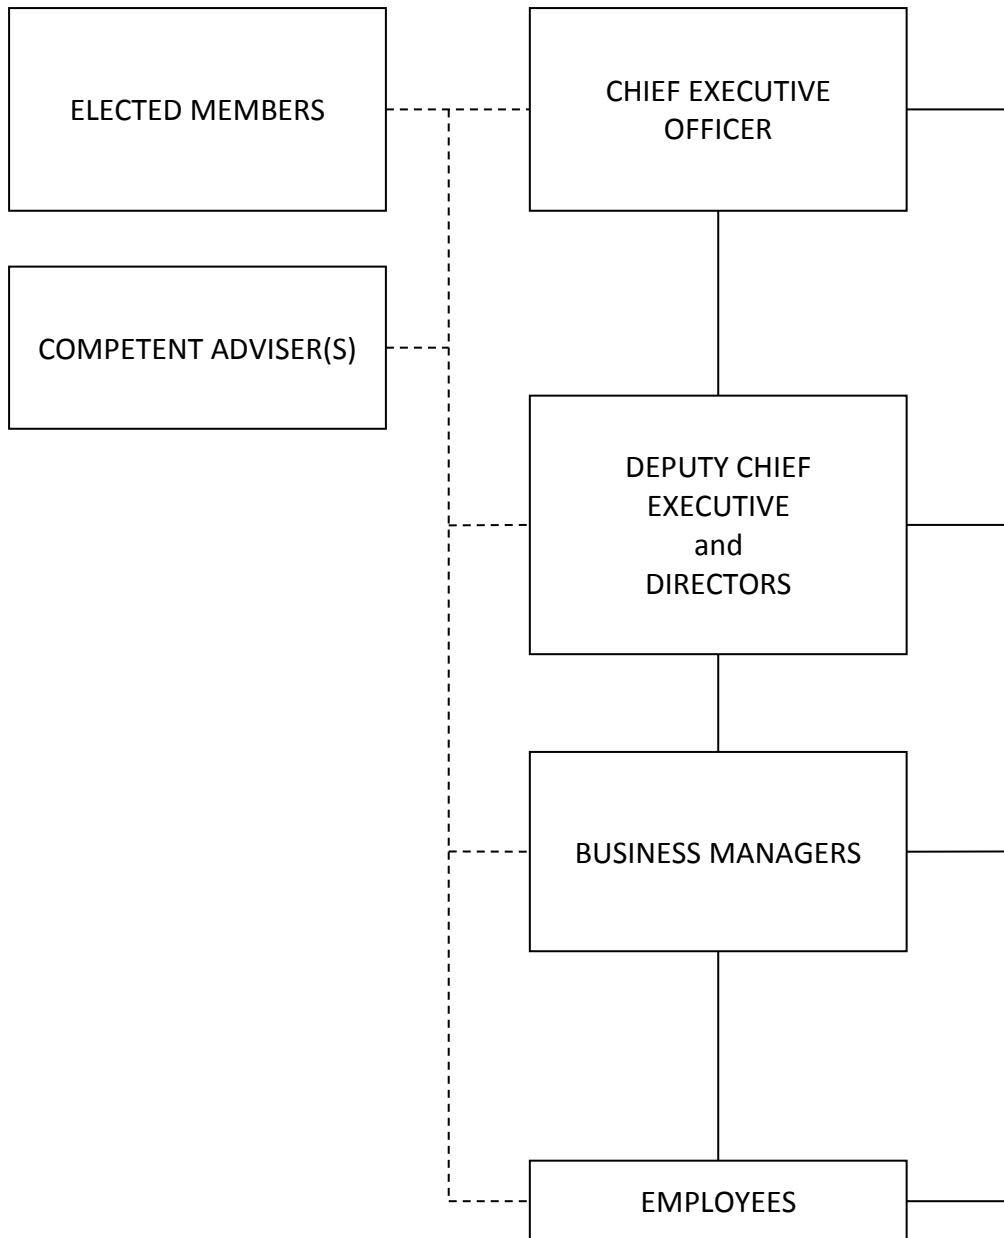 ELECTED MEMBERS
CHIEF EXECUTIVE
OFFICER
COMPETENT ADVISER(S)
DEPUTY CHIEF
EXECUTIVE
and
DIRECTORS
BUSINESS MANAGERS
EMPLOYEES